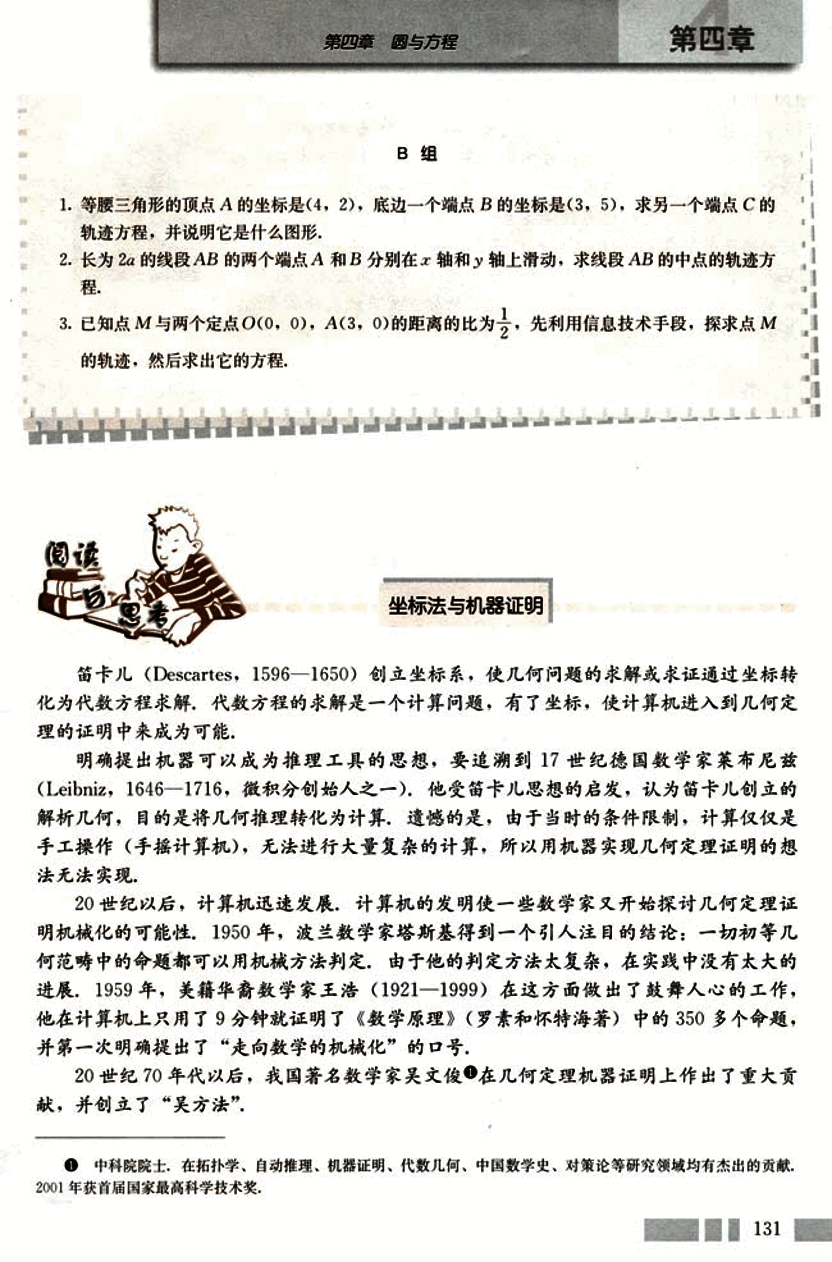 第四章 圆与方程
第四章
B 组
1. 等腰三角形的顶点 A 的坐标是(4，2)，底边一个端点 B 的坐标是(3，5)，求另一个端点 C 的
轨迹方程，并说明它是什么图形.
2. 长为 2a 的线段 AB 的两个端点 A 和 B 分别在 x 轴和 y 轴上滑动，求线段 AB 的中点的轨迹方
程.
3. 已知点 M 与两个定点 O(0，0)，A(3，0)的距离的比为1/2，先利用信息技术手段，探求点 M
的轨迹，然后求出它的方程.
阅读
与
思考
坐标法与机器证明
笛卡儿（Descartes，1596—1650）创立坐标系，使几何问题的求解或求证通过坐标转
化为代数方程求解. 代数方程的求解是一个计算问题，有了坐标，使计算机进入到几何定
理的证明中来成为可能.
明确提出机器可以成为推理工具的思想，要追溯到 17 世纪德国数学家莱布尼兹
(Leibniz，1646—1716，微积分创始人之一). 他受笛卡儿思想的启发，认为笛卡儿创立的
解析几何，目的是将几何推理转化为计算. 遗憾的是，由于当时的条件限制，计算仅仅是
手工操作（手摇计算机），无法进行大量复杂的计算，所以用机器实现几何定理证明的想
法无法实现.
20 世纪以后，计算机迅速发展. 计算机的发明使一些数学家又开始探讨几何定理证
明机械化的可能性. 1950 年，波兰数学家塔斯基得到一个引人注目的结论：一切初等几
何范畴中的命题都可以用机械方法判定. 由于他的判定方法太复杂，在实践中没有太大的
进展. 1959 年，美籍华裔数学家王浩（1921—1999）在这方面做出了鼓舞人心的工作，
他在计算机上只用了 9 分钟就证明了《数学原理》（罗素和怀特海著）中的 350 多个命题，
并第一次明确提出了“走向数学的机械化”的口号.
20 世纪 70 年代以后，我国著名数学家吴文俊❶在几何定理机器证明上作出了重大贡
献，并创立了“吴方法”.
❶ 中科院院士. 在拓扑学、自动推理、机器证明、代数几何、中国数学史、对策论等研究领域均有杰出的贡献.
2001 年获首届国家最高科学技术奖.
131